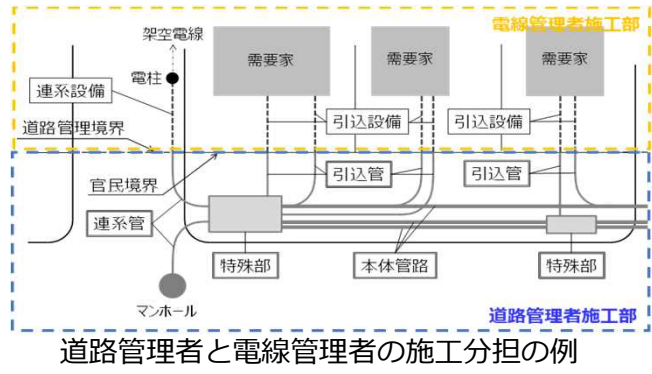 電線管理者施工部
架空電線
需要家
需要家
需要家
電柱
連系設備
引込設備
引込設備
道路管理境界
官民境界
引込管
引込管
連系管
特殊部
本体管路
特殊部
マンホール
道路管理者施工部
道路管理者と電線管理者の施工分担の例